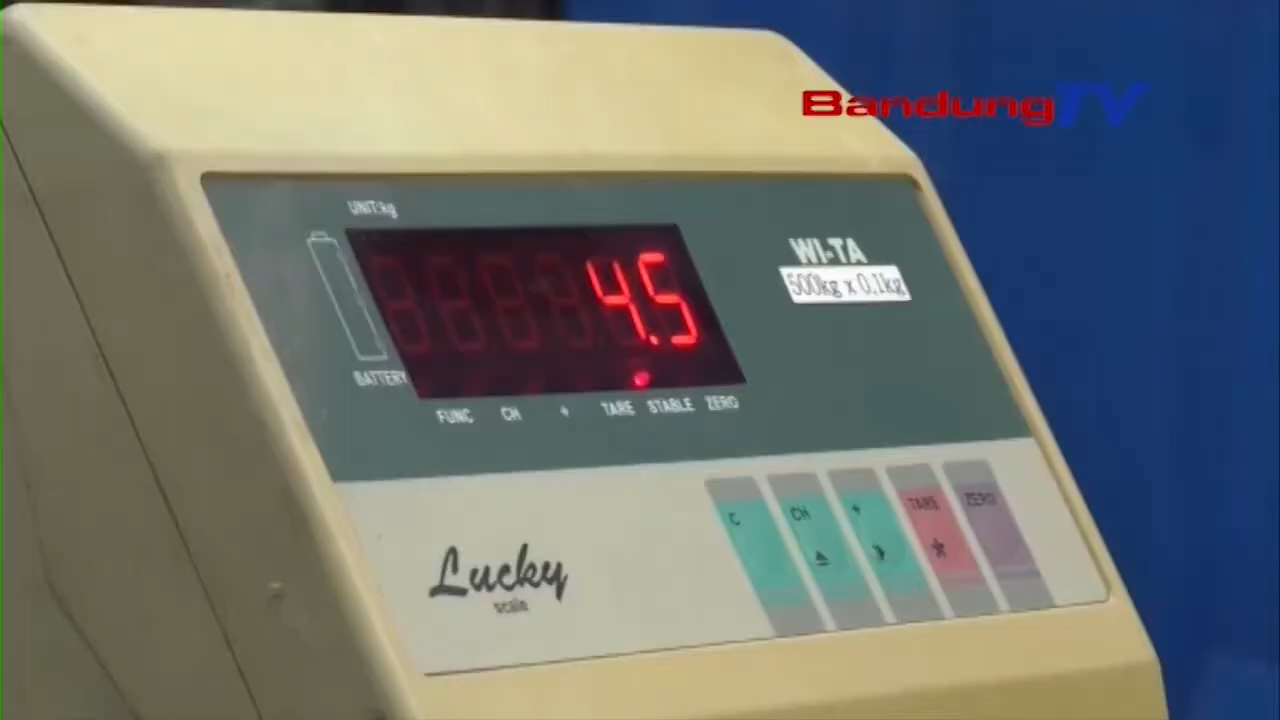 BandungTV
UNIT:kg
4.5
WI-TA
500kg x 0,1kg
BATTERY
FUNC CH + TARE STABLE ZERO
C CH + TARE ZERO
Lucky
scale